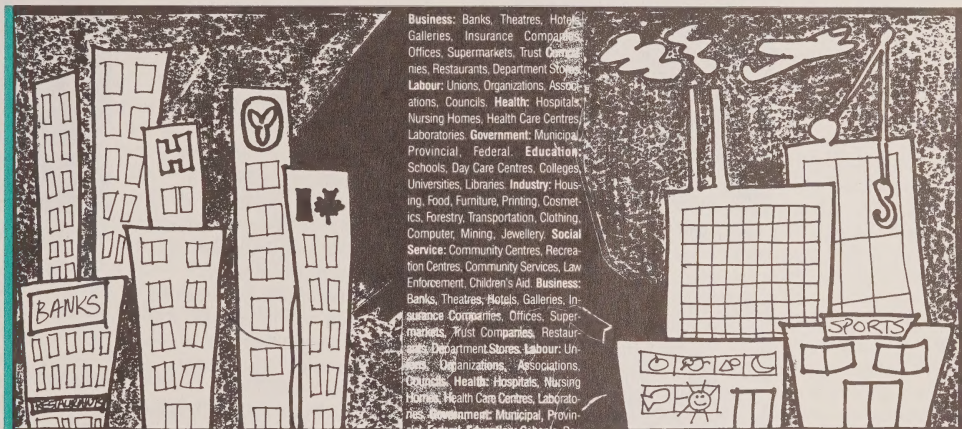 BANKS
RESTAURANT
H
Business: Banks, Theatres, Hotels,
Galleries, Insurance Companies,
Offices, Supermarkets, Trust Compa-
nies, Restaurants, Department Stores.
Labour: Unions, Organizations, Associ-
ations, Councils. Health: Hospitals,
Nursing Homes, Health Care Centres,
Laboratories. Government: Municipal,
Provincial, Federal. Education:
Schools, Day Care Centres, Colleges,
Universities, Libraries. Industry: Hous-
ing, Food, Furniture, Printing, Cosmet-
ics, Forestry, Transportation, Clothing,
Computer, Mining, Jewellery. Social
Service: Community Centres, Recrea-
tion Centres, Community Services, Law
Enforcement, Children's Aid. Business:
Banks, Theatres, Hotels, Galleries, In-
surance Companies, Offices, Super-
markets, Trust Companies, Restaur-
ants, Department Stores. Labour: Un-
ions, Organizations, Associations,
Councils. Health: Hospitals, Nursing
Homes, Health Care Centres, Laborato-
ries. Government: Municipal, Provin-
SPORTS